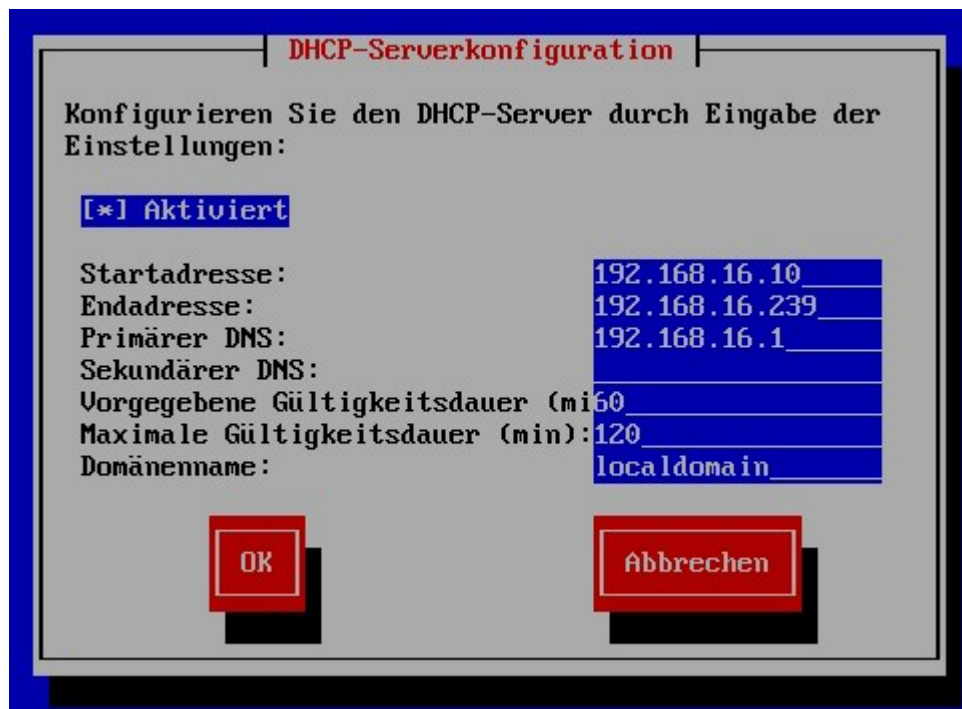 DHCP-Serverkonfiguration
Konfigurieren Sie den DHCP-Server durch Eingabe der
Einstellungen:
[*] Aktiviert
Startadresse: 192.168.16.10
Endadresse: 192.168.16.239
Primärer DNS: 192.168.16.1
Sekundärer DNS:
Vorgegebene Gültigkeitsdauer (mi60
Maximale Gültigkeitsdauer (min):120
Domänenname: localdomain
OK Abbrechen